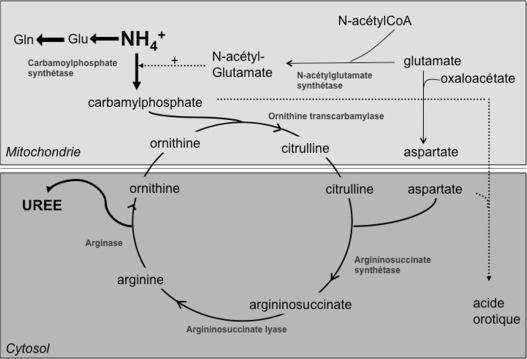 Gln Glu NH4+
N-acétylCoA
Carbamoylphosphate
synthétase
+
N-acétyl-
Glutamate
N-acétylglutamate
synthétase
glutamate
oxaloacétate
carbamylphosphate
Ornithine transcarbamylase
ornithine
citrulline
aspartate
Mitochondrie
ornithine
citrulline
aspartate
UREE
Arginase
Argininosuccinate
synthétase
arginine
argininosuccinate
acide
orotique
Argininosuccinate lyase
Cytosol